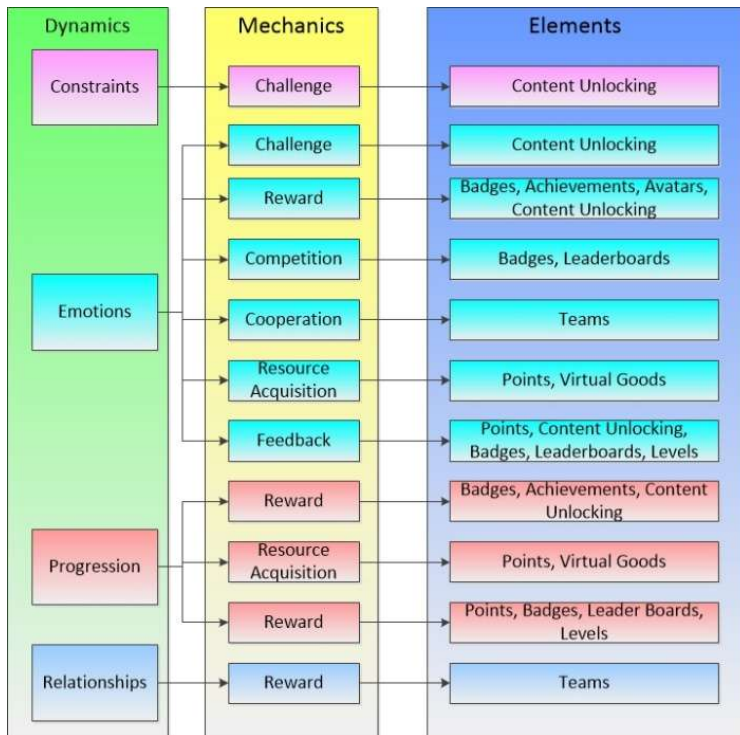 Dynamics
Mechanics
Elements
Constraints
Challenge
Content Unlocking
Emotions
Challenge
Content Unlocking
Reward
Badges, Achievements, Avatars,
Content Unlocking
Competition
Badges, Leaderboards
Cooperation
Teams
Resource
Acquisition
Points, Virtual Goods
Feedback
Points, Content Unlocking,
Badges, Leaderboards, Levels
Progression
Reward
Badges, Achievements, Content
Unlocking
Resource
Acquisition
Points, Virtual Goods
Reward
Points, Badges, Leader Boards,
Levels
Relationships
Reward
Teams